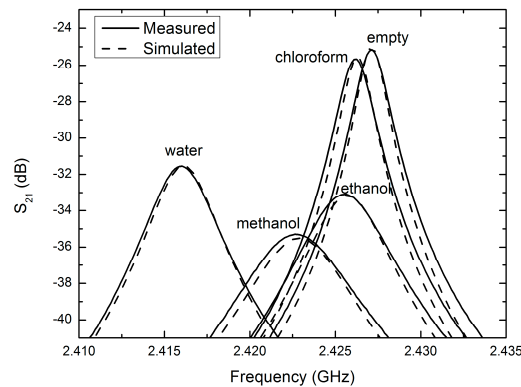 Measured
Simulated
empty
chloroform
water
ethanol
methanol
-24
-26
-28
-31
-32
-34
-36
-38
-40
S21 (dB)
2.410
2.415
2.420
2.425
2.430
2.435
Frequency (GHz)